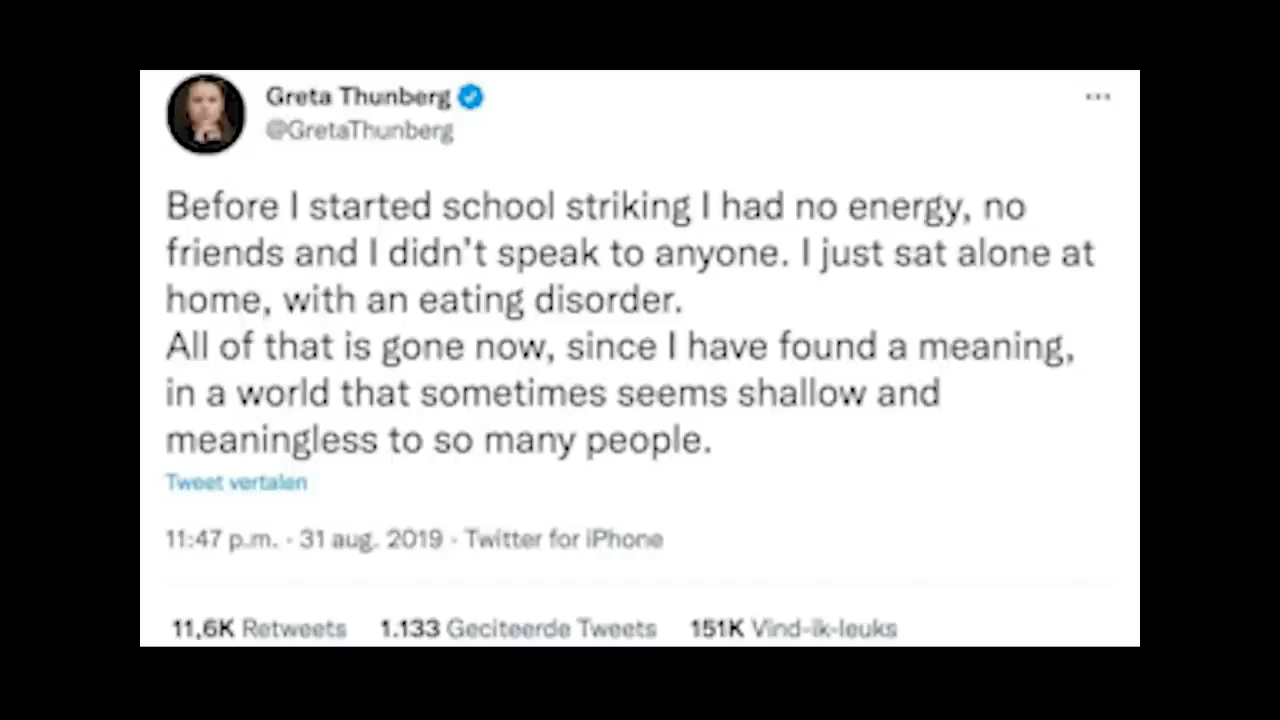 Greta Thunberg
@GretaThunberg
Before I started school striking I had no energy, no
friends and I didn't speak to anyone. I just sat alone at
home, with an eating disorder.
All of that is gone now, since I have found a meaning,
in a world that sometimes seems shallow and
meaningless to so many people.
Tweet vertalen
11:47 p.m. · 31 aug. 2019 · Twitter for iPhone
11,6K Retweets 1.133 Geciteerde Tweets 151K Vind-ik-leuks